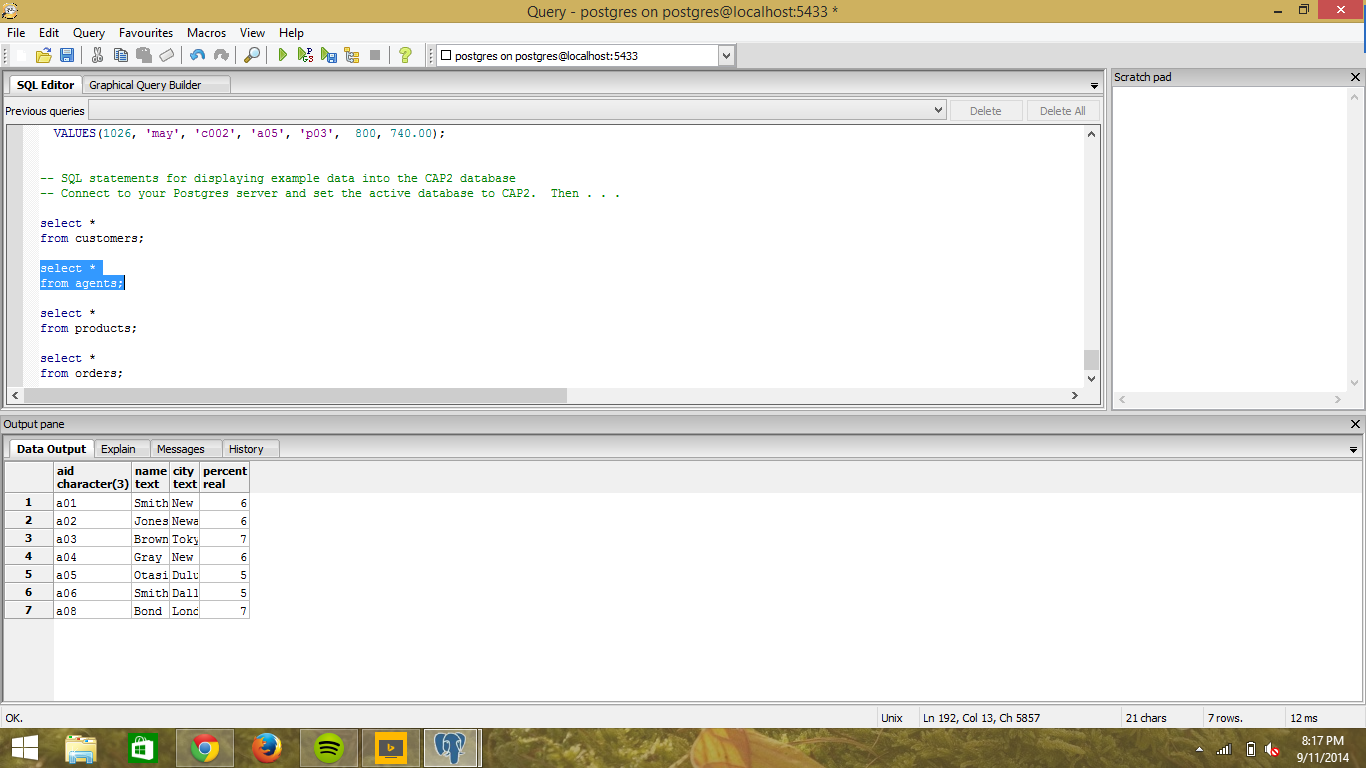 Query - postgres on postgres@localhost:5433 *
File Edit Query Favourites Macros View Help
postgres on postgres@localhost:5433
SQL Editor Graphical Query Builder
Previous queries Delete Delete All
VALUES(1026, 'may', 'c002', 'a05', 'p03',  800, 740.00);
-- SQL statements for displaying example data into the CAP2 database
-- Connect to your Postgres server and set the active database to CAP2.  Then . . .
select *
from customers;
select *
from agents;
select *
from products;
select *
from orders;
Scratch pad
Output pane
Data Output Explain Messages History
aid name city percent
character(3) text text real
1 a01 Smith New 6
2 a02 Jones Newa 6
3 a03 Brown Toky 7
4 a04 Gray New 6
5 a05 Otasi Dulu 5
6 a06 Smith Dall 5
7 a08 Bond Lond 7
OK. Unix Ln 192, Col 13, Ch 5857 21 chars 7 rows. 12 ms
8:17 PM
9/11/2014